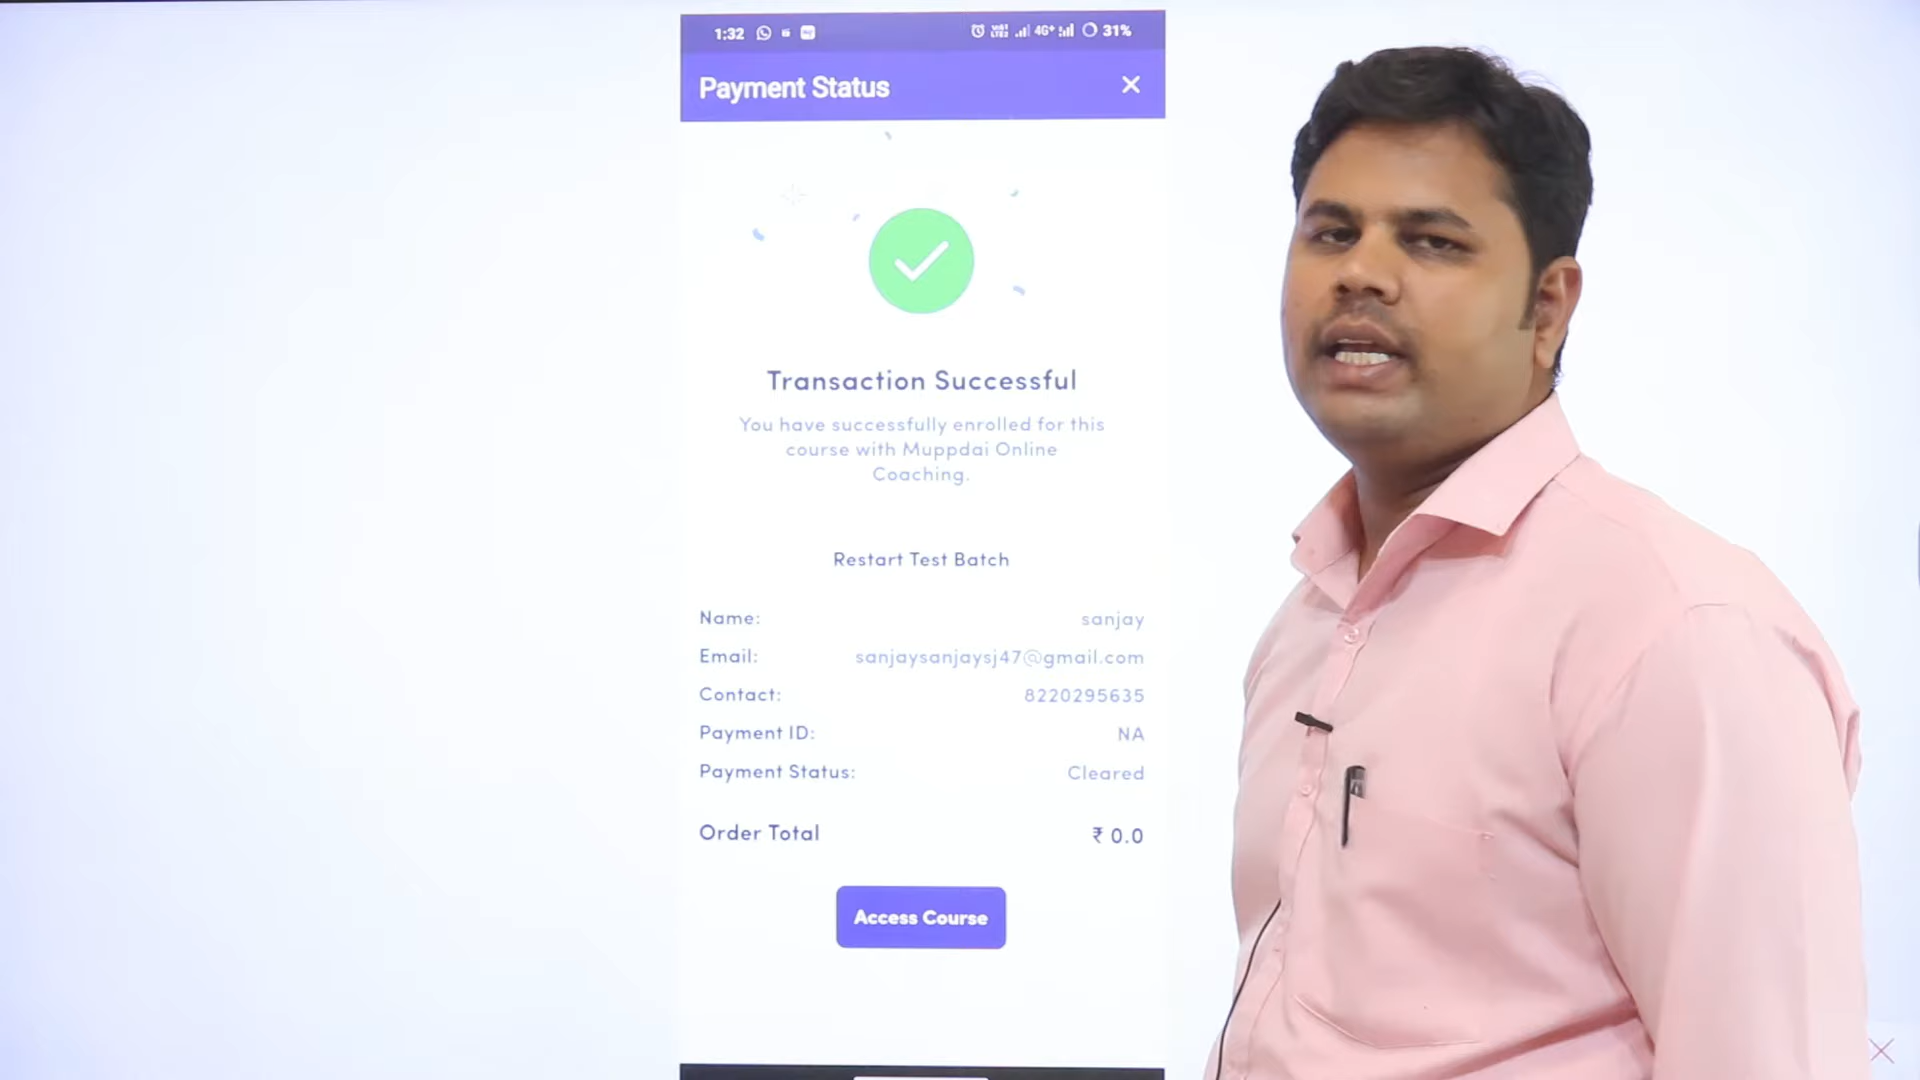 1:32 4G+ 31%
Payment Status
Transaction Successful
You have successfully enrolled for this
course with Muppdai Online
Coaching.
Restart Test Batch
Name: sanjay
Email: sanjaysanjaysj47@gmail.com
Contact: 8220295635
Payment ID: NA
Payment Status: Cleared
Order Total ₹ 0.0
Access Course